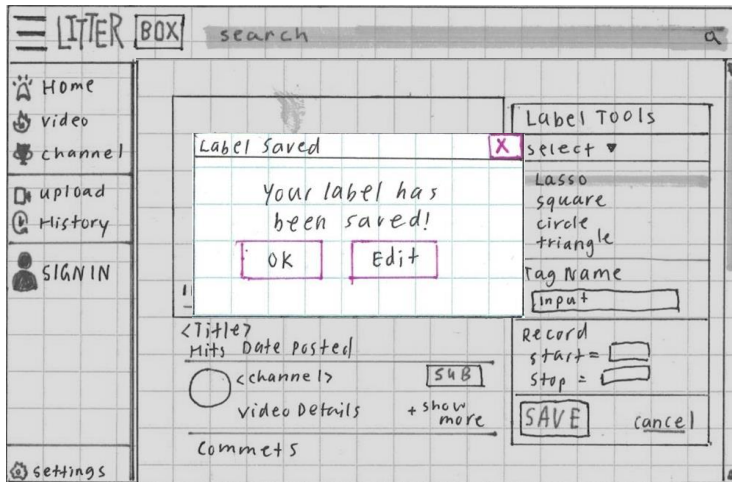 LITTER BOX search
Home
video
channel
upload
History
SIGN IN
settings
Label Saved X
Your label has
been saved!
OK Edit
<Title>
Hits Date Posted
<channel> SUB
Video Details + show
more
Commets
Label Tools
select ▼
Lasso
square
circle
triangle
Tag Name
Input
Record
start =
stop =
SAVE cancel